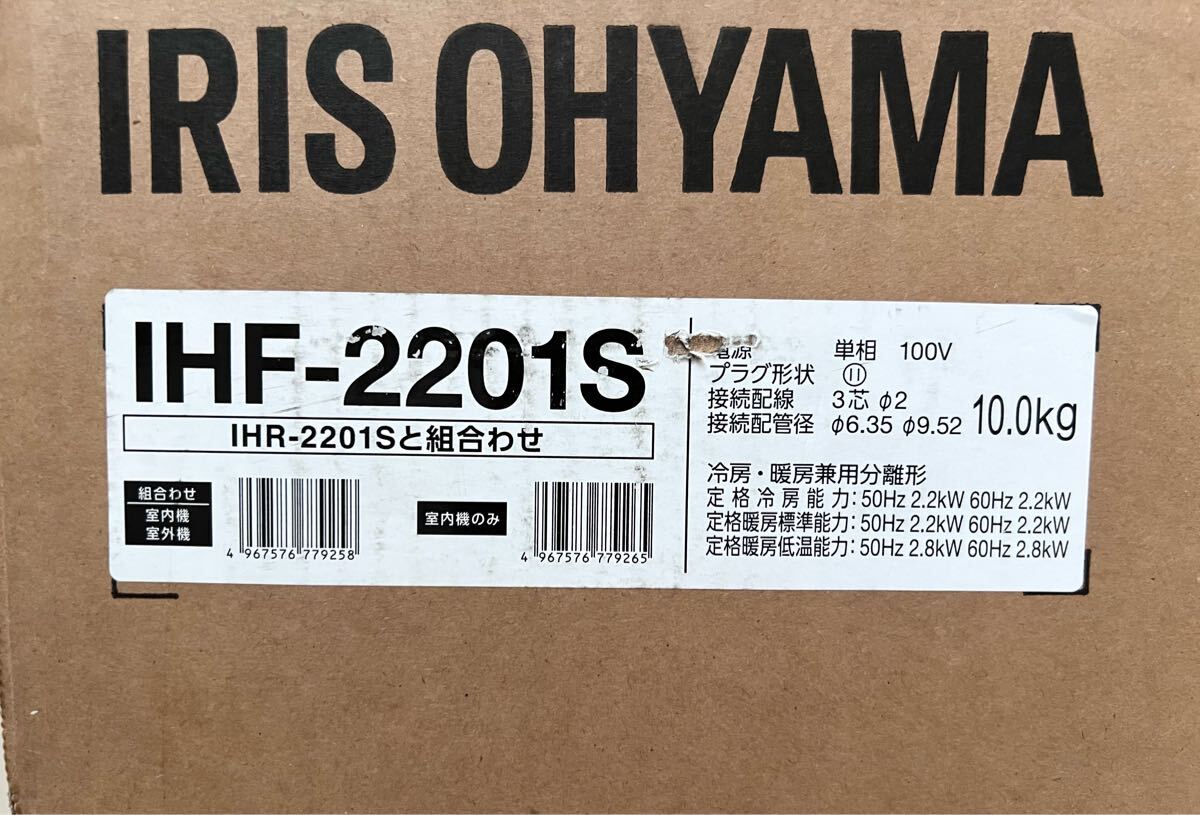 IRIS OHYAMA
IHF-2201S
IHR-2201Sと組合わせ
組合わせ
室内機
室外機
4 967576 779258
室内機のみ
4 967576 779265
電源 単相 100V
プラグ形状
接続配線 3芯 φ2
接続配管径 φ6.35 φ9.52
10.0kg
冷房・暖房兼用分離形
定格冷房能力:50Hz 2.2kW 60Hz 2.2kW
定格暖房標準能力:50Hz 2.2kW 60Hz 2.2kW
定格暖房低温能力:50Hz 2.8kW 60Hz 2.8kW